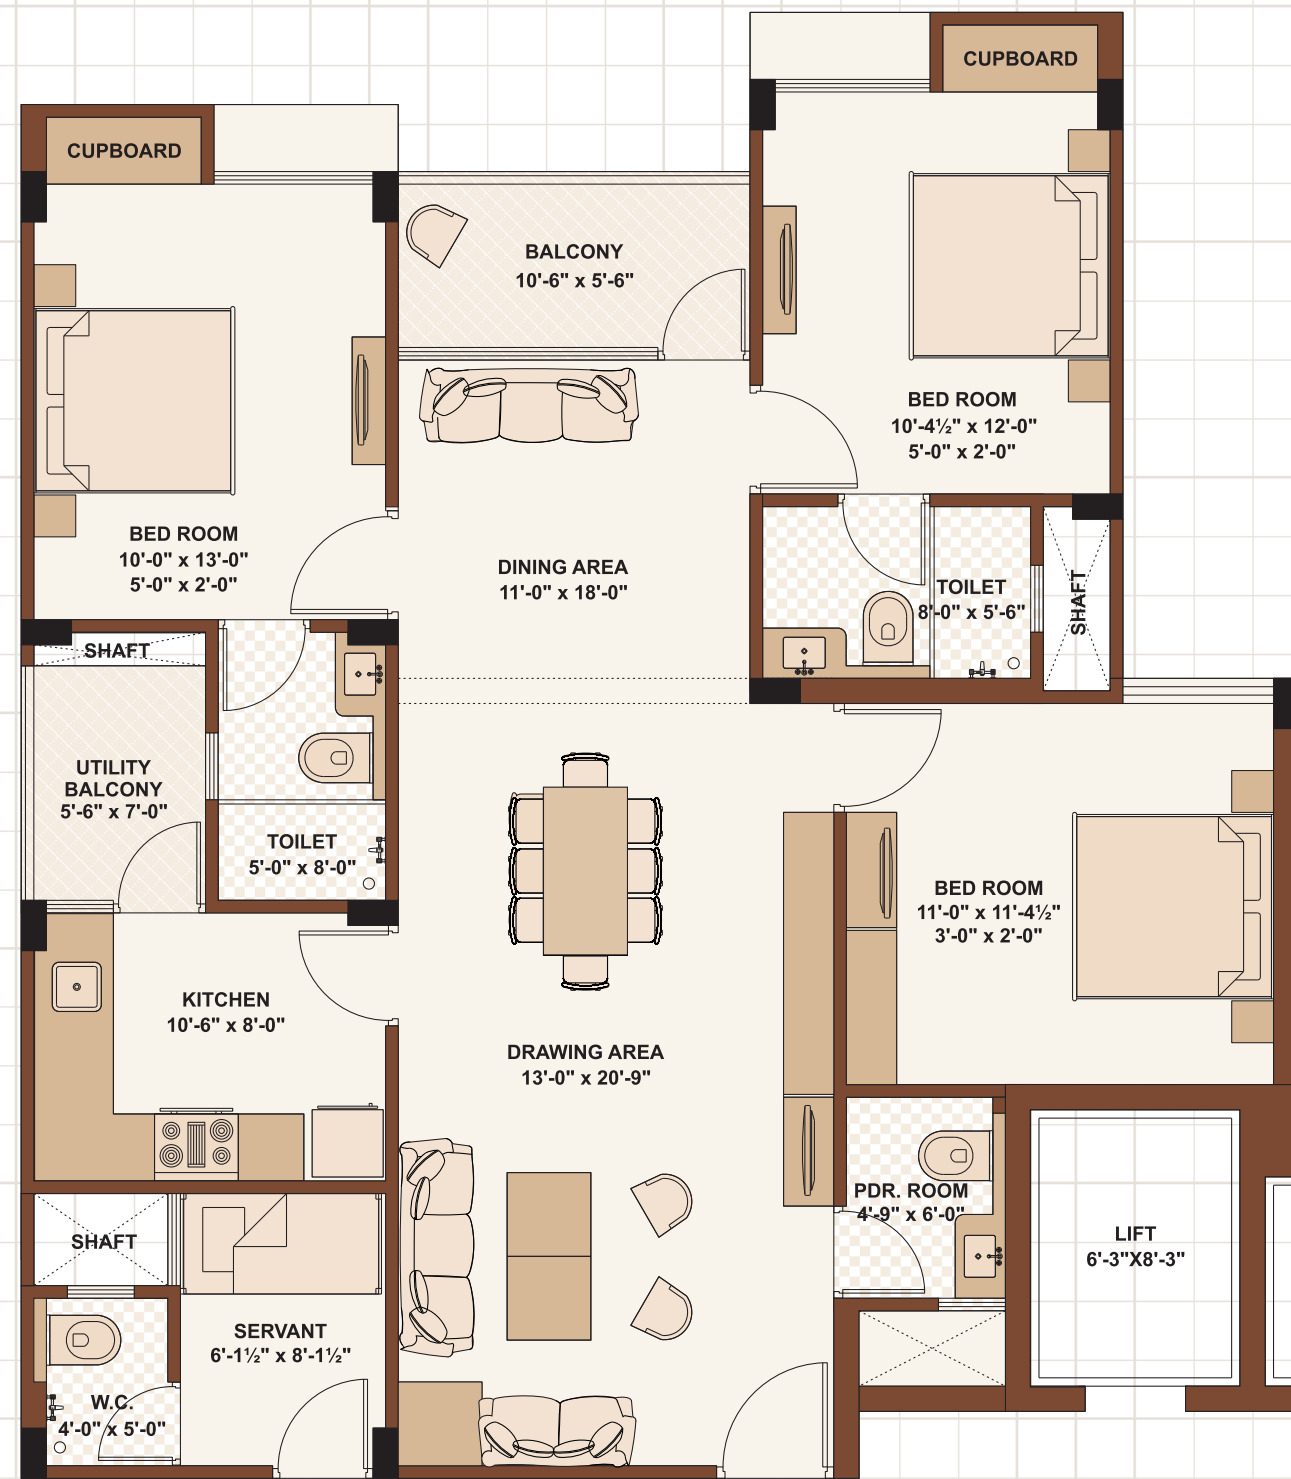 CUPBOARD
CUPBOARD
BALCONY
10'-6" x 5'-6"
BED ROOM
10'-4½" x 12'-0"
5'-0" x 2'-0"
BED ROOM
10'-0" x 13'-0"
5'-0" x 2'-0"
DINING AREA
11'-0" x 18'-0"
TOILET
8'-0" x 5'-6"
SHAFT
SHAFT
UTILITY
BALCONY
5'-6" x 7'-0"
TOILET
5'-0" x 8'-0"
BED ROOM
11'-0" x 11'-4½"
3'-0" x 2'-0"
KITCHEN
10'-6" x 8'-0"
DRAWING AREA
13'-0" x 20'-9"
PDR. ROOM
4'-9" x 6'-0"
SHAFT
LIFT
6'-3"X8'-3"
SERVANT
6'-1½" x 8'-1½"
W.C.
4'-0" x 5'-0"